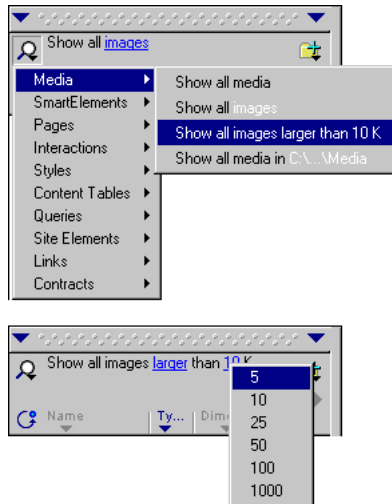 Show all images
Media
SmartElements
Pages
Interactions
Styles
Content Tables
Queries
Site Elements
Links
Contracts
Show all media
Show all images
Show all images larger than 10 K
Show all media in C:\...\Media
Show all images larger than 10 K
Name Ty... Dim
5
10
25
50
100
1000